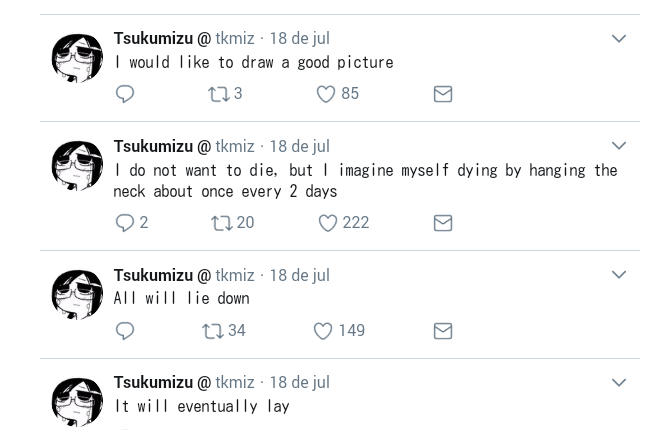 Tsukumizu @ tkmiz · 18 de jul
I would like to draw a good picture
3 85
Tsukumizu @ tkmiz · 18 de jul
I do not want to die, but I imagine myself dying by hanging the
neck about once every 2 days
2 20 222
Tsukumizu @ tkmiz · 18 de jul
All will lie down
34 149
Tsukumizu @ tkmiz · 18 de jul
It will eventually lay